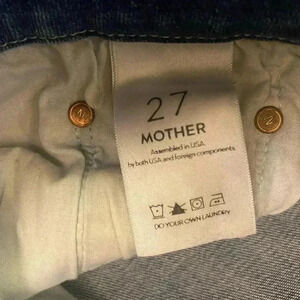 27
MOTHER
Assembled in USA
by both USA and foreign components
DO YOUR OWN LAUNDRY